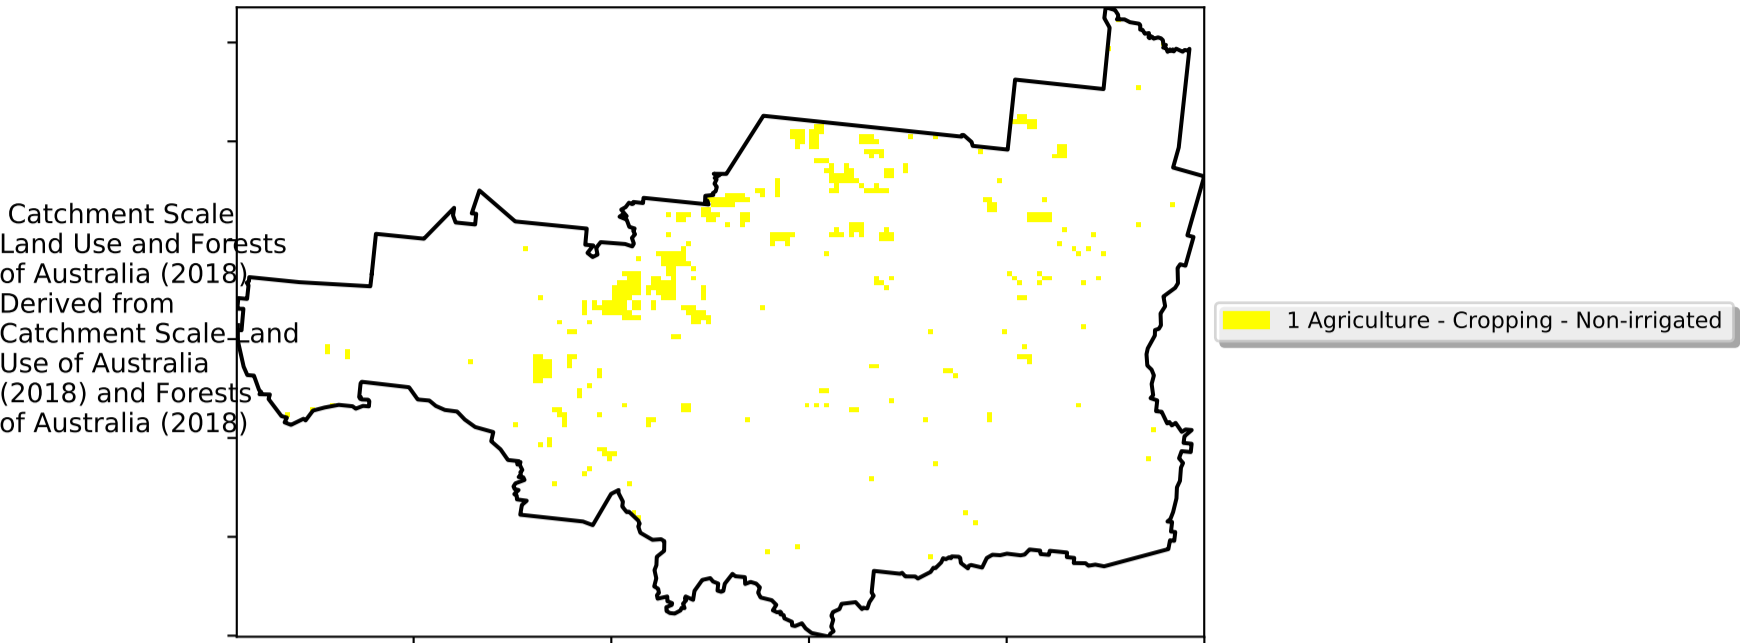 Catchment Scale
Land Use and Forests
of Australia (2018)
Derived from
Catchment Scale Land
Use of Australia
(2018) and Forests
of Australia (2018)
1 Agriculture - Cropping - Non-irrigated